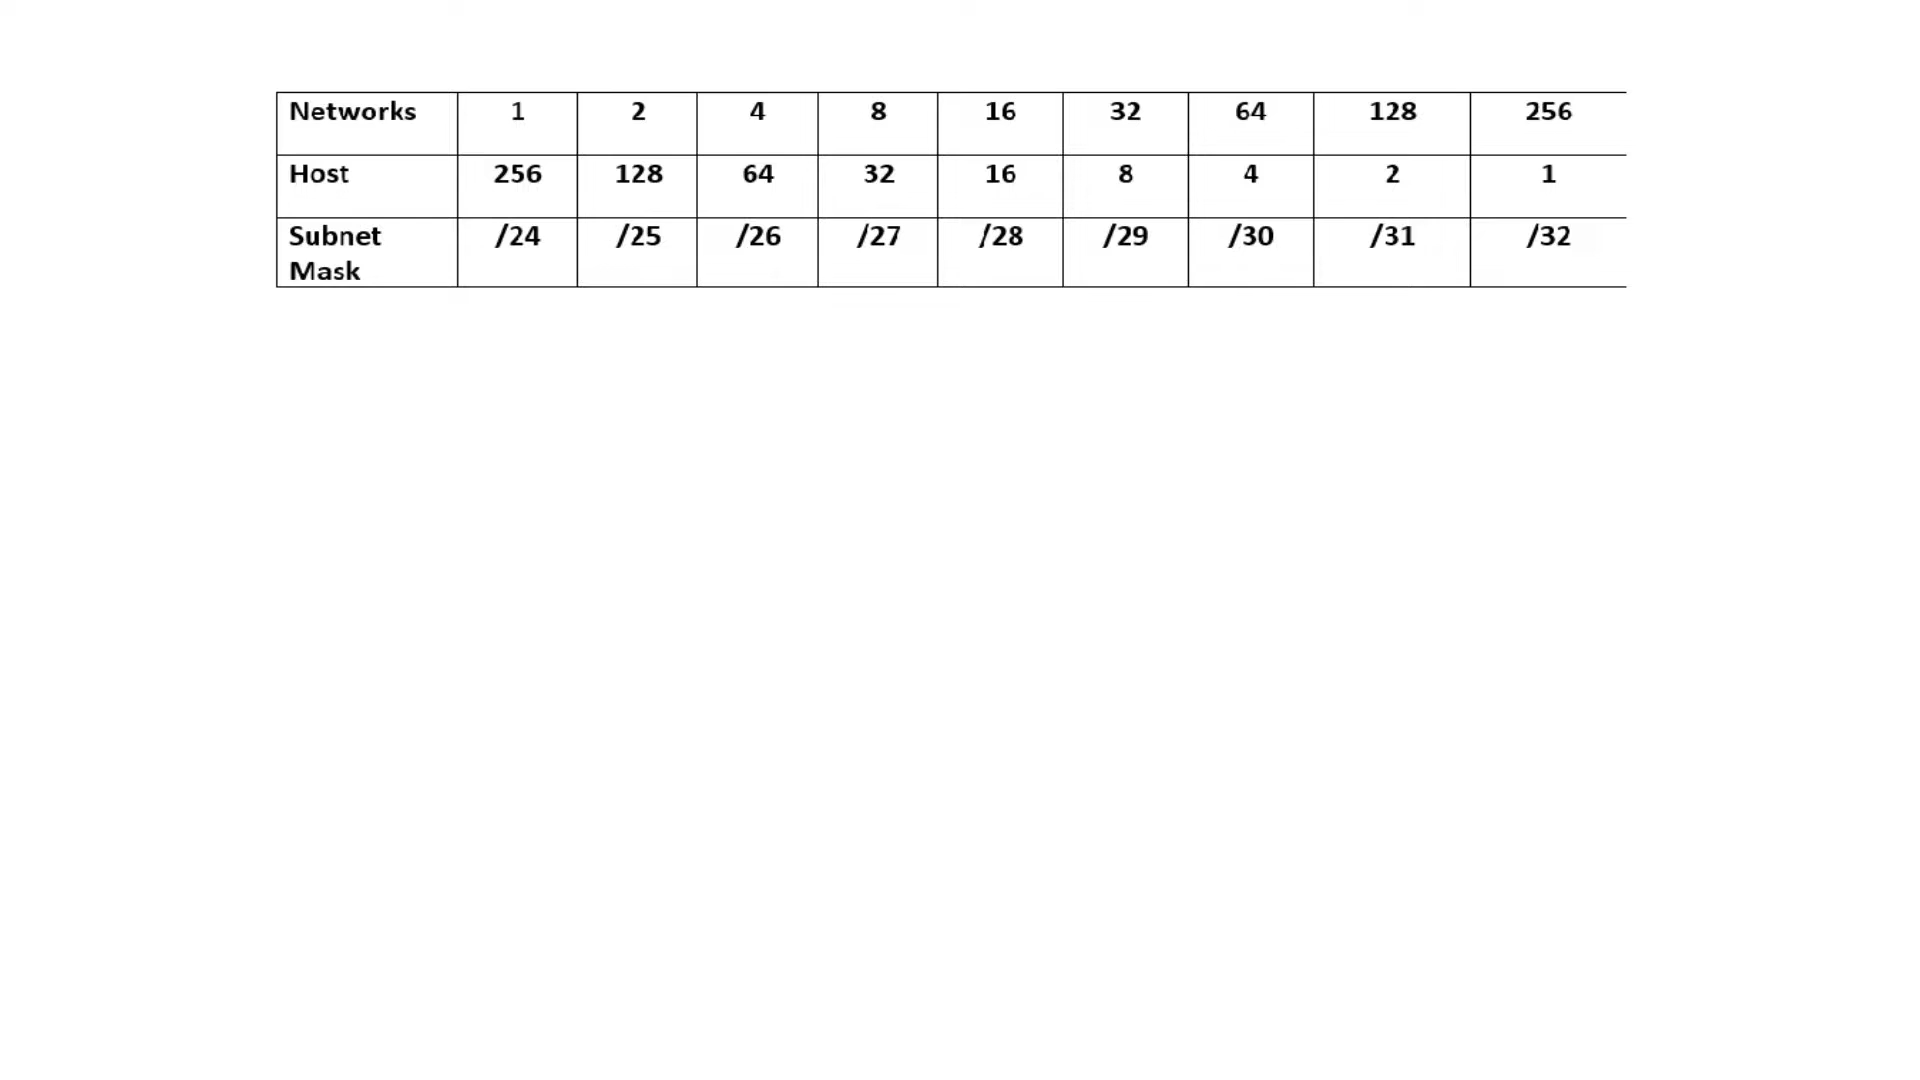 Networks 1 2 4 8 16 32 64 128 256
Host 256 128 64 32 16 8 4 2 1
Subnet /24 /25 /26 /27 /28 /29 /30 /31 /32
Mask